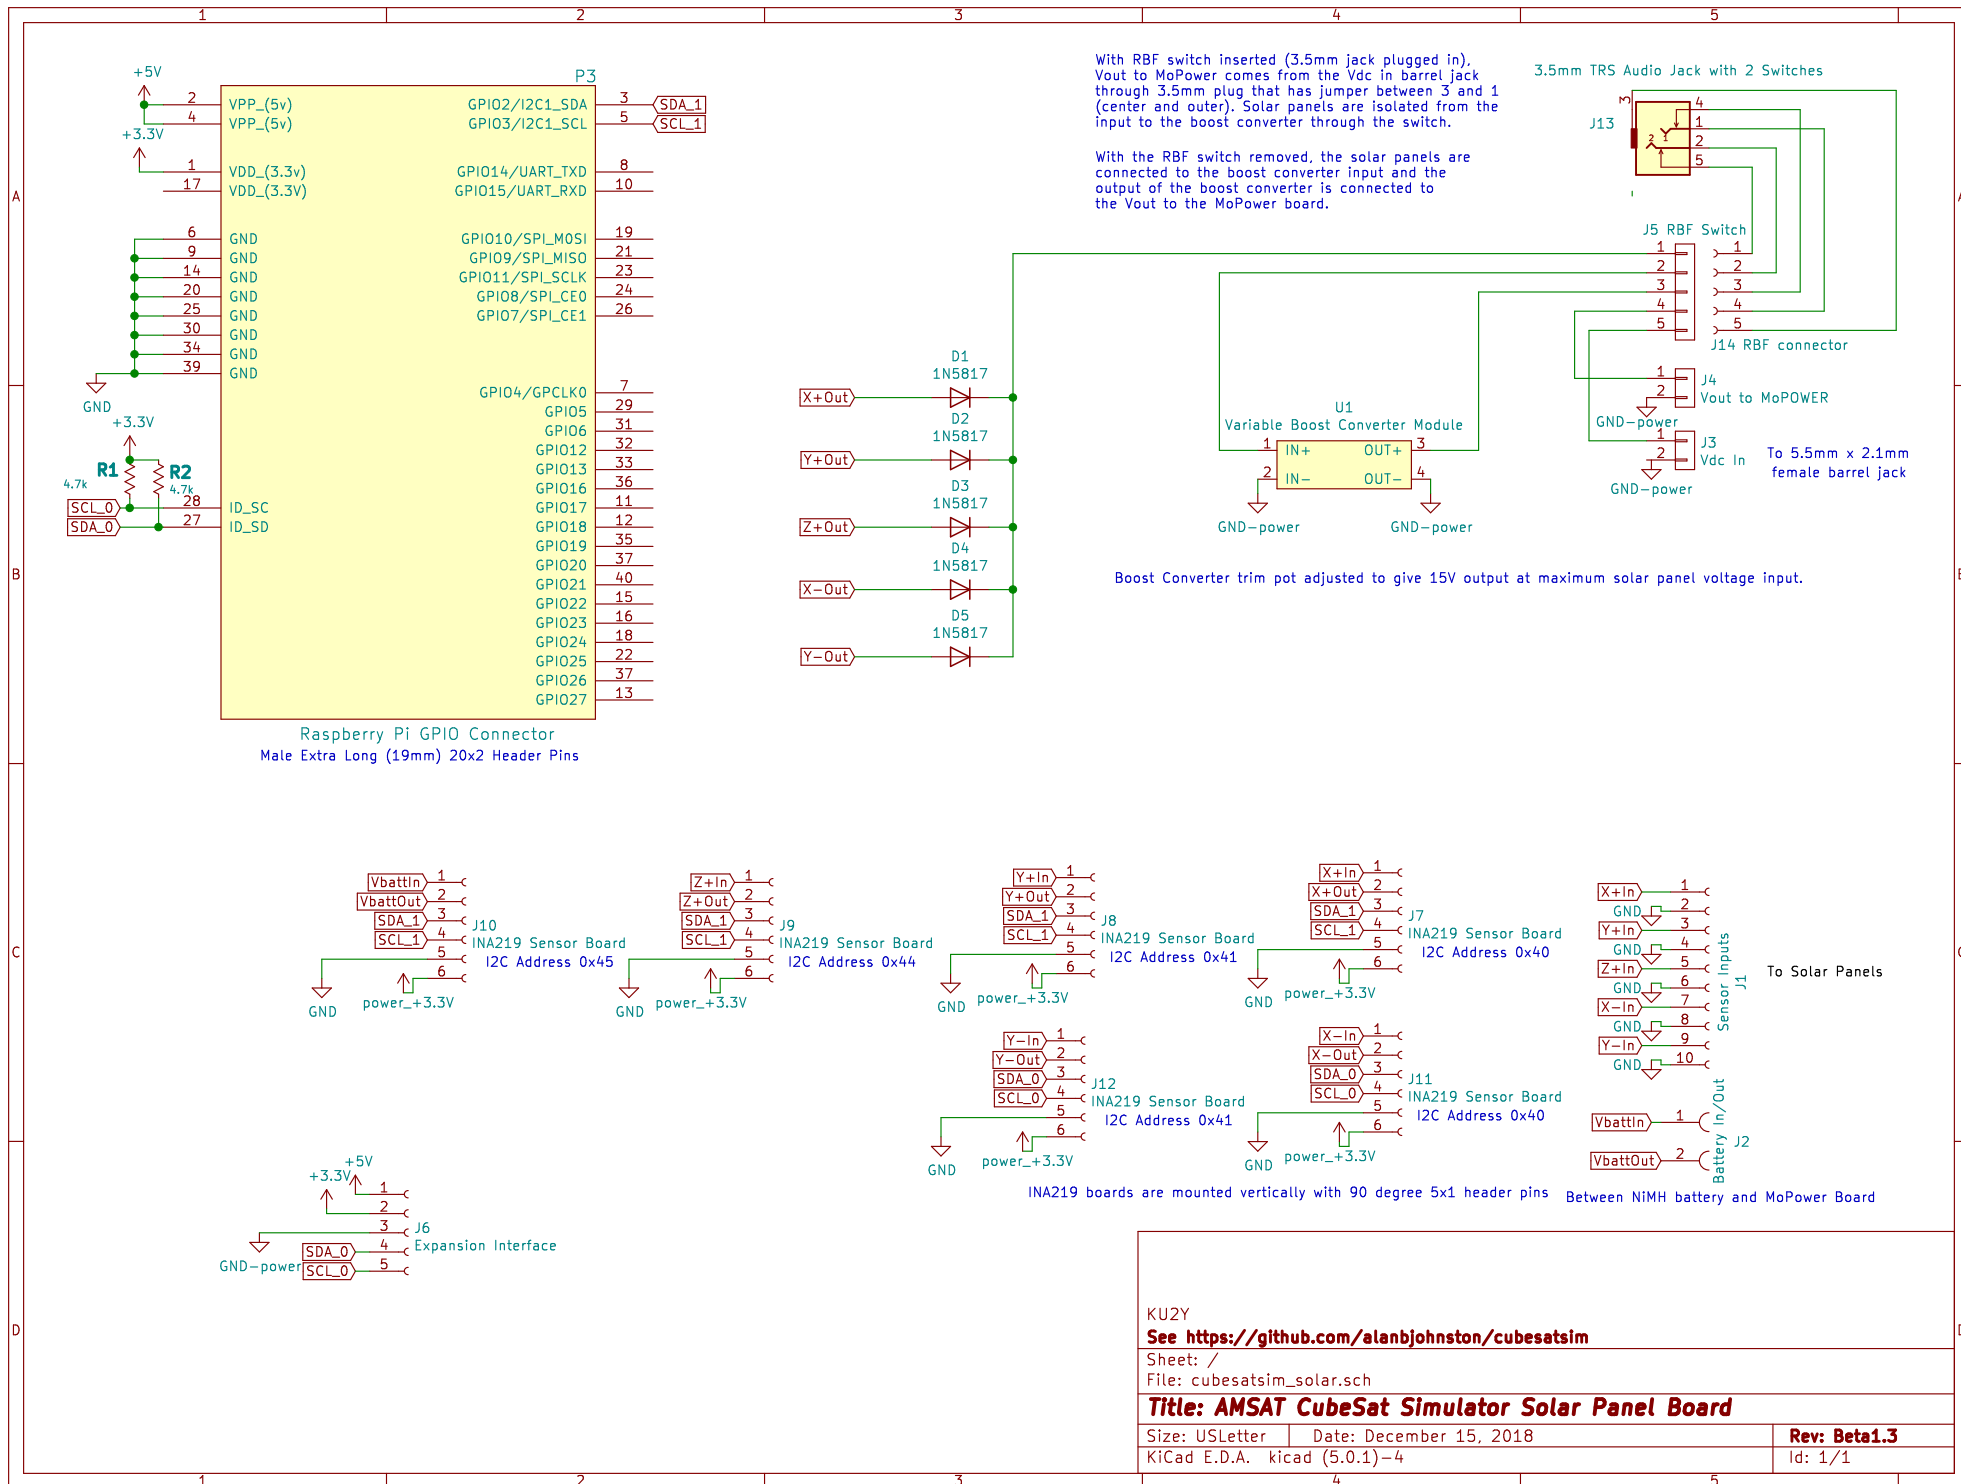 1 2 3 4 5
A
B
C
D
+5V
+3.3V
P3
2 VPP_(5v)
4 VPP_(5v)
1 VDD_(3.3v)
17 VDD_(3.3V)
6 GND
9 GND
14 GND
20 GND
25 GND
30 GND
34 GND
39 GND
GND
+3.3V
R1
4.7k
R2
4.7k
SCL_0 28 ID_SC
SDA_0 27 ID_SD
GPIO2/I2C1_SDA 3 SDA_1
GPIO3/I2C1_SCL 5 SCL_1
GPIO14/UART_TXD 8
GPIO15/UART_RXD 10
GPIO10/SPI_MOSI 19
GPIO9/SPI_MISO 21
GPIO11/SPI_SCLK 23
GPIO8/SPI_CE0 24
GPIO7/SPI_CE1 26
GPIO4/GPCLK0 7
GPIO5 29
GPIO6 31
GPIO12 32
GPIO13 33
GPIO16 36
GPIO17 11
GPIO18 12
GPIO19 35
GPIO20 37
GPIO21 40
GPIO22 15
GPIO23 16
GPIO24 18
GPIO25 22
GPIO26 37
GPIO27 13
Raspberry Pi GPIO Connector
Male Extra Long (19mm) 20x2 Header Pins
With RBF switch inserted (3.5mm jack plugged in),
Vout to MoPower comes from the Vdc in barrel jack
through 3.5mm plug that has jumper between 3 and 1
(center and outer). Solar panels are isolated from the
input to the boost converter through the switch.
With the RBF switch removed, the solar panels are
connected to the boost converter input and the
output of the boost converter is connected to
the Vout to the MoPower board.
3.5mm TRS Audio Jack with 2 Switches
J13
3
4
1
2
5
2 1
J5 RBF Switch
1 1
2 2
3 3
4 4
5 5
J14 RBF connector
1 J4
2 Vout to MoPOWER
GND-power
1 J3
2 Vdc In
GND-power
To 5.5mm x 2.1mm
female barrel jack
D1
1N5817
X+Out
D2
1N5817
Y+Out
D3
1N5817
Z+Out
D4
1N5817
X-Out
D5
1N5817
Y-Out
U1
Variable Boost Converter Module
1 IN+ OUT+ 3
2 IN- OUT- 4
GND-power
GND-power
Boost Converter trim pot adjusted to give 15V output at maximum solar panel voltage input.
VbattIn 1
VbattOut 2
SDA_1 3
SCL_1 4
5
6
J10
INA219 Sensor Board
I2C Address 0x45
power_+3.3V
GND
Z+In 1
Z+Out 2
SDA_1 3
SCL_1 4
5
6
J9
INA219 Sensor Board
I2C Address 0x44
power_+3.3V
GND
Y+In 1
Y+Out 2
SDA_1 3
SCL_1 4
5
6
J8
INA219 Sensor Board
I2C Address 0x41
power_+3.3V
GND
X+In 1
X+Out 2
SDA_1 3
SCL_1 4
5
6
J7
INA219 Sensor Board
I2C Address 0x40
power_+3.3V
GND
Y-In 1
Y-Out 2
SDA_0 3
SCL_0 4
5
6
J12
INA219 Sensor Board
I2C Address 0x41
power_+3.3V
GND
X-In 1
X-Out 2
SDA_0 3
SCL_0 4
5
6
J11
INA219 Sensor Board
I2C Address 0x40
power_+3.3V
GND
X+In 1
GND 2
Y+In 3
GND 4
Z+In 5
GND 6
X-In 7
GND 8
Y-In 9
GND 10
Sensor Inputs
J1
To Solar Panels
VbattIn 1
VbattOut 2
Battery In/Out
J2
INA219 boards are mounted vertically with 90 degree 5x1 header pins
Between NiMH battery and MoPower Board
+5V
+3.3V
1
2
3
SDA_0 4
SCL_0 5
J6
Expansion Interface
GND-power
KU2Y
See https://github.com/alanbjohnston/cubesatsim
Sheet: /
File: cubesatsim_solar.sch
Title: AMSAT CubeSat Simulator Solar Panel Board
Size: USLetter Date: December 15, 2018 Rev: Beta1.3
KiCad E.D.A. kicad (5.0.1)-4 Id: 1/1
1 2 3 4 5